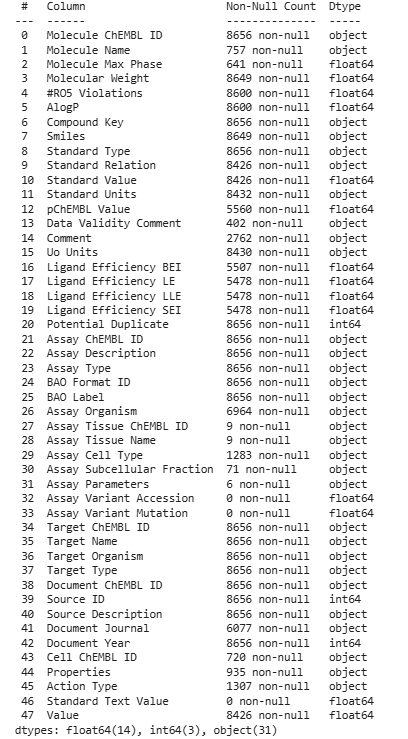 #   Column                        Non-Null Count  Dtype
---  ------                        --------------  -----
0   Molecule ChEMBL ID            8656 non-null   object
1   Molecule Name                 757 non-null    object
2   Molecule Max Phase            641 non-null    float64
3   Molecular Weight              8649 non-null   float64
4   #RO5 Violations               8600 non-null   float64
5   AlogP                         8600 non-null   float64
6   Compound Key                  8656 non-null   object
7   Smiles                        8649 non-null   object
8   Standard Type                 8656 non-null   object
9   Standard Relation             8426 non-null   object
10  Standard Value                8426 non-null   float64
11  Standard Units                8432 non-null   object
12  pChEMBL Value                 5560 non-null   float64
13  Data Validity Comment         402 non-null    object
14  Comment                       2762 non-null   object
15  Uo Units                      8430 non-null   object
16  Ligand Efficiency BEI         5507 non-null   float64
17  Ligand Efficiency LE          5478 non-null   float64
18  Ligand Efficiency LLE         5478 non-null   float64
19  Ligand Efficiency SEI         5478 non-null   float64
20  Potential Duplicate           8656 non-null   int64
21  Assay ChEMBL ID               8656 non-null   object
22  Assay Description             8656 non-null   object
23  Assay Type                    8656 non-null   object
24  BAO Format ID                 8656 non-null   object
25  BAO Label                     8656 non-null   object
26  Assay Organism                6964 non-null   object
27  Assay Tissue ChEMBL ID        9 non-null      object
28  Assay Tissue Name             9 non-null      object
29  Assay Cell Type               1283 non-null   object
30  Assay Subcellular Fraction    71 non-null     object
31  Assay Parameters              6 non-null      object
32  Assay Variant Accession       0 non-null      float64
33  Assay Variant Mutation        0 non-null      float64
34  Target ChEMBL ID              8656 non-null   object
35  Target Name                   8656 non-null   object
36  Target Organism               8656 non-null   object
37  Target Type                   8656 non-null   object
38  Document ChEMBL ID            8656 non-null   object
39  Source ID                     8656 non-null   int64
40  Source Description            8656 non-null   object
41  Document Journal              6077 non-null   object
42  Document Year                 8656 non-null   int64
43  Cell ChEMBL ID                720 non-null    object
44  Properties                    935 non-null    object
45  Action Type                   1307 non-null   object
46  Standard Text Value           0 non-null      float64
47  Value                         8426 non-null   float64
dtypes: float64(14), int64(3), object(31)